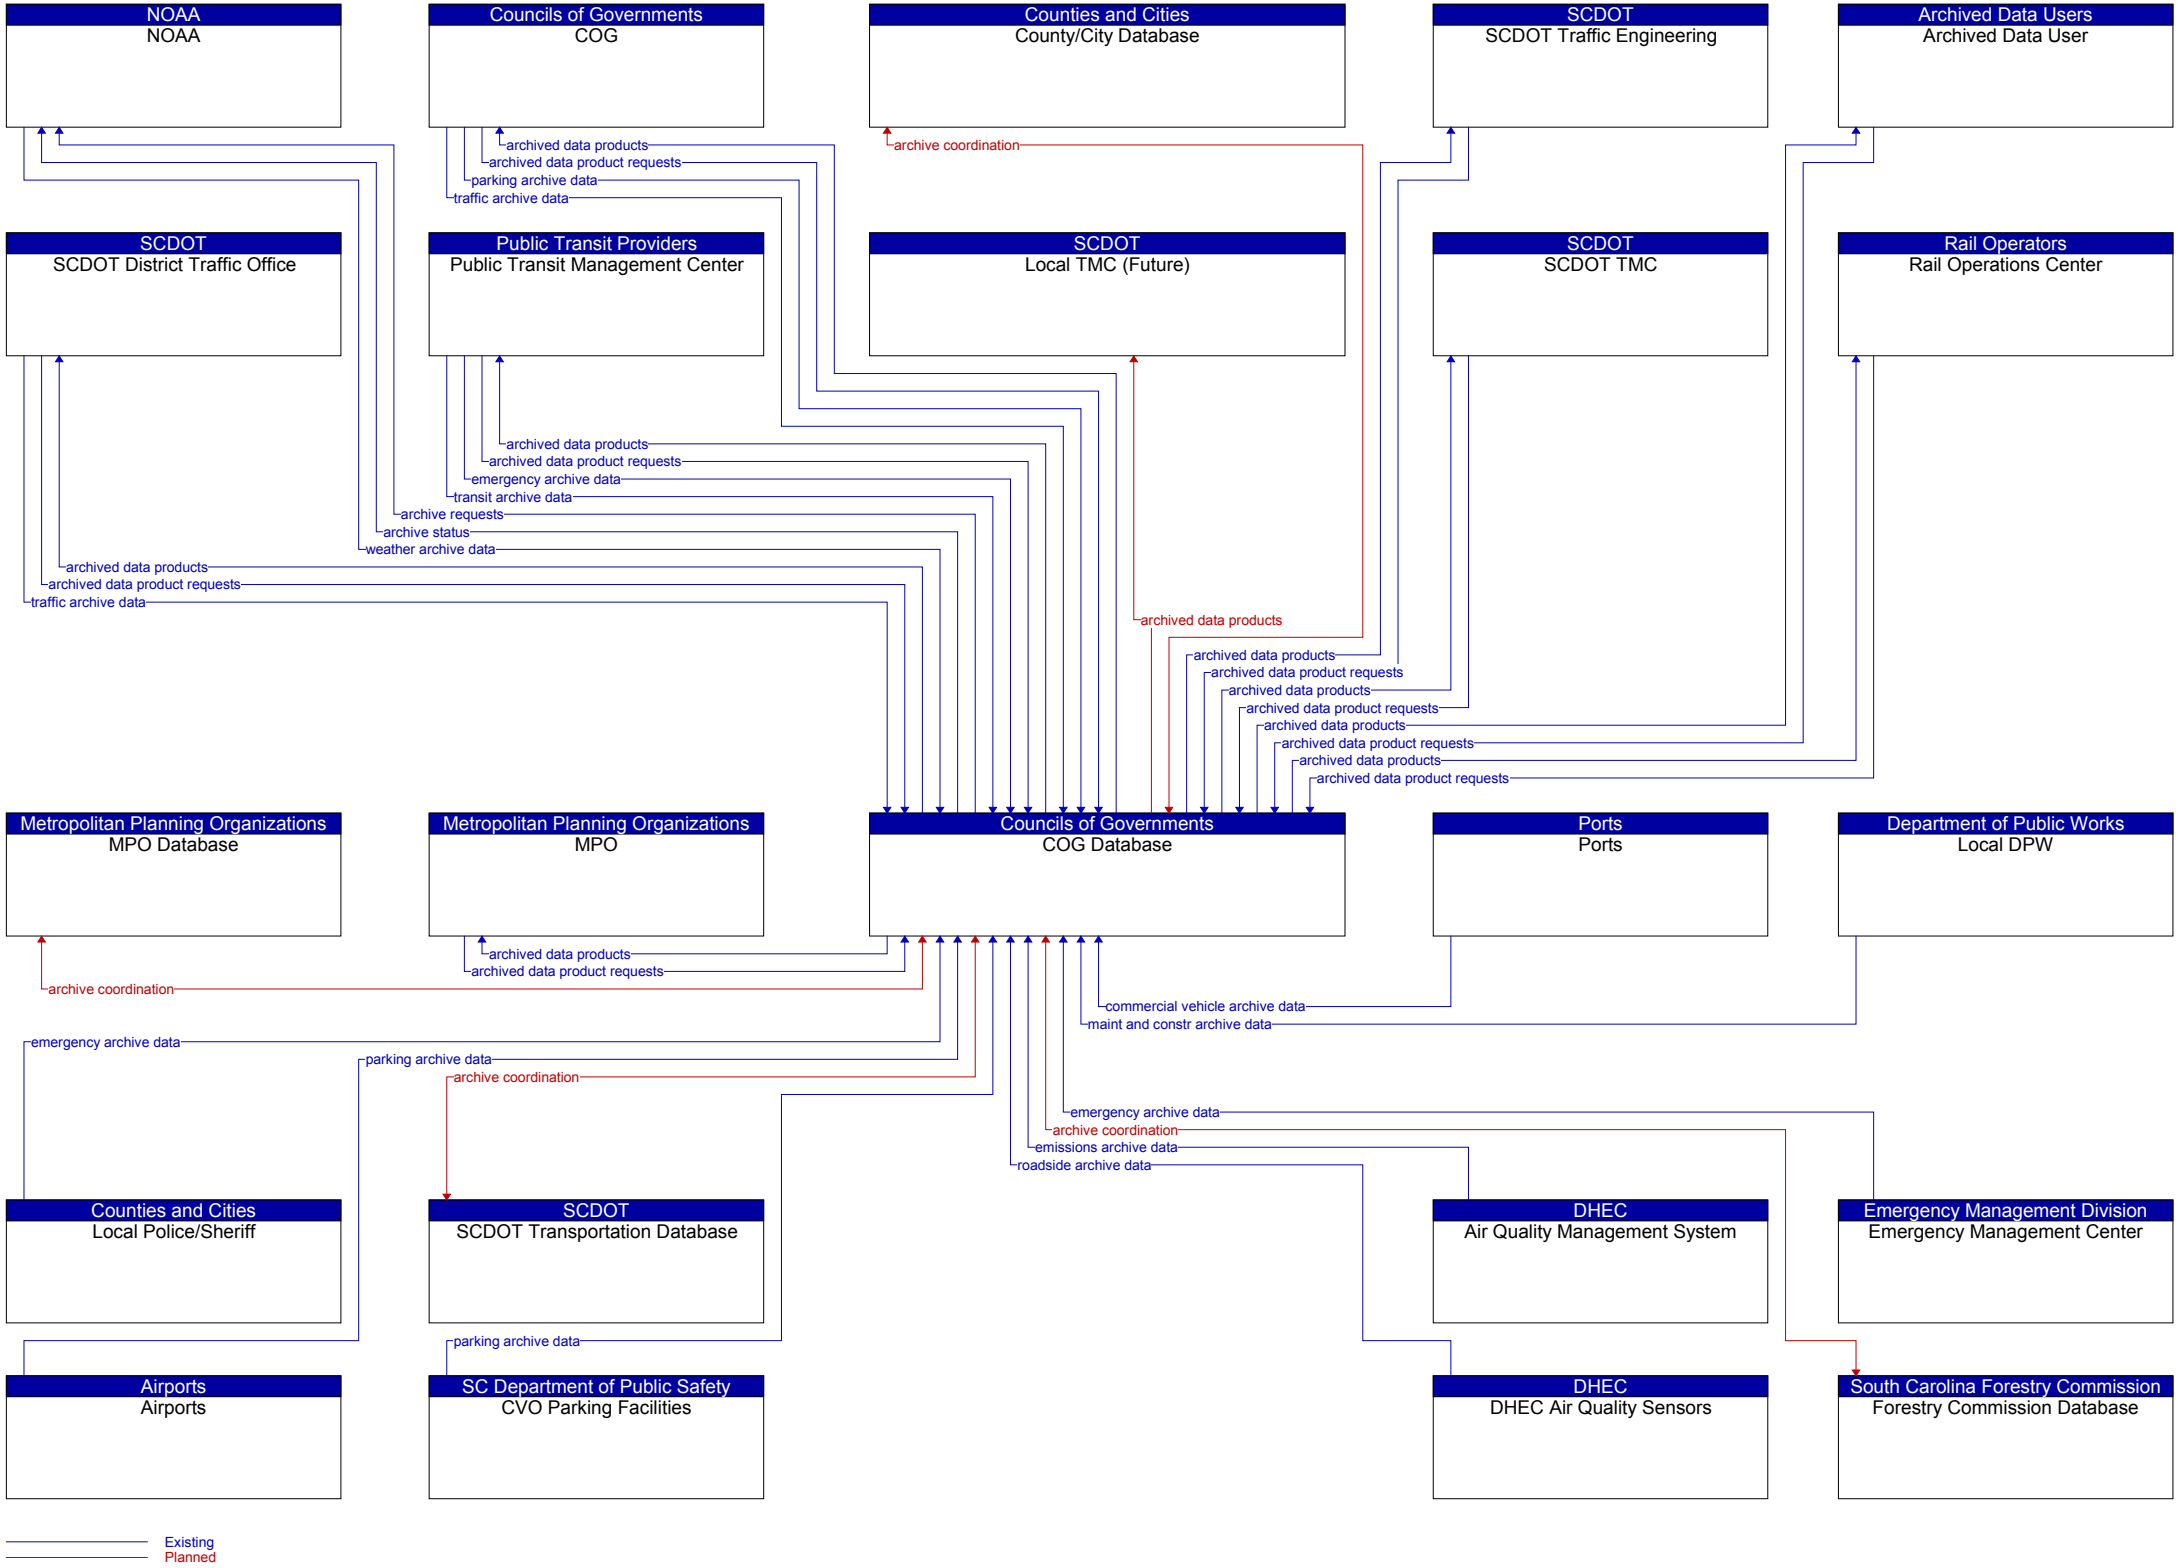 NOAA
NOAA
Councils of Governments
COG
Counties and Cities
County/City Database
SCDOT
SCDOT Traffic Engineering
Archived Data Users
Archived Data User
archived data products
archive coordination
archived data product requests
parking archive data
traffic archive data
SCDOT
SCDOT District Traffic Office
Public Transit Providers
Public Transit Management Center
SCDOT
Local TMC (Future)
SCDOT
SCDOT TMC
Rail Operators
Rail Operations Center
archived data products
archived data product requests
emergency archive data
transit archive data
archive requests
archive status
weather archive data
archived data products
archived data product requests
traffic archive data
archived data products
archived data products
archived data product requests
archived data products
archived data product requests
archived data products
archived data product requests
archived data products
archived data product requests
Metropolitan Planning Organizations
MPO Database
Metropolitan Planning Organizations
MPO
Councils of Governments
COG Database
Ports
Ports
Department of Public Works
Local DPW
archived data products
archived data product requests
archive coordination
commercial vehicle archive data
maint and constr archive data
emergency archive data
parking archive data
archive coordination
emergency archive data
archive coordination
emissions archive data
roadside archive data
Counties and Cities
Local Police/Sheriff
SCDOT
SCDOT Transportation Database
DHEC
Air Quality Management System
Emergency Management Division
Emergency Management Center
parking archive data
Airports
Airports
SC Department of Public Safety
CVO Parking Facilities
DHEC
DHEC Air Quality Sensors
South Carolina Forestry Commission
Forestry Commission Database
Existing
Planned